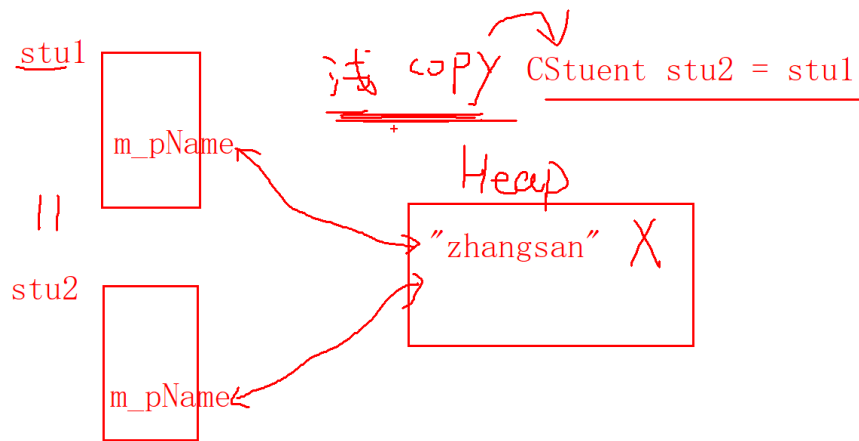 stu1
浅 copy
CStuent stu2 = stu1
m_pName
Heap
"zhangsan" X
stu2
m_pName